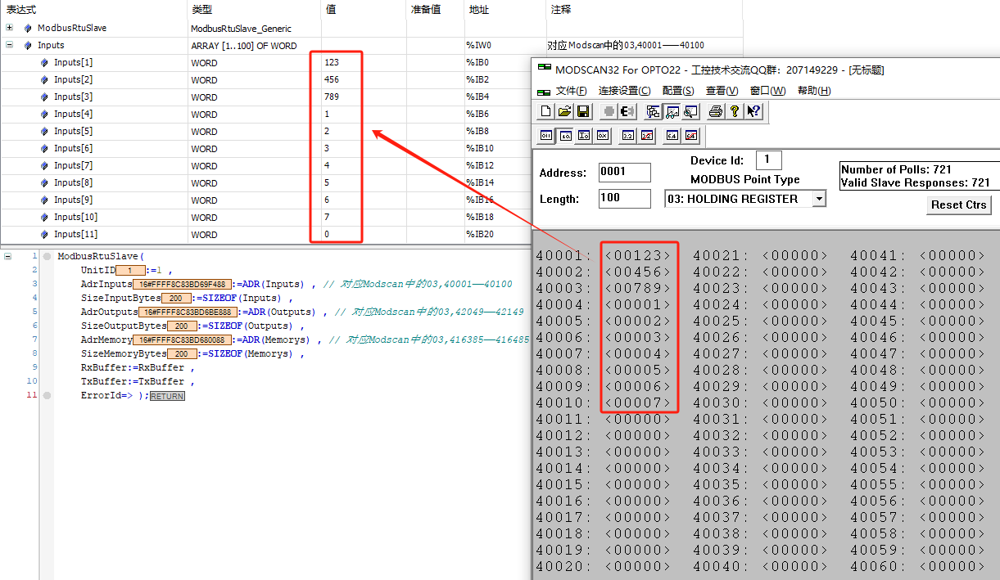 表达式 类型 值 准备值 地址 注释
ModbusRtuSlave ModbusRtuSlave_Generic
Inputs ARRAY [1..100] OF WORD %IW0 对应Modscan中的03,40001——40100
Inputs[1] WORD 123 %IB0
Inputs[2] WORD 456 %IB2
Inputs[3] WORD 789 %IB4
Inputs[4] WORD 1 %IB6
Inputs[5] WORD 2 %IB8
Inputs[6] WORD 3 %IB10
Inputs[7] WORD 4 %IB12
Inputs[8] WORD 5 %IB14
Inputs[9] WORD 6 %IB16
Inputs[10] WORD 7 %IB18
Inputs[11] WORD 0 %IB20
1 ModbusRtuSlave(
2 UnitID 1 :=1 ,
3 AdrInputs 16#FFFF8C83BD69F488 :=ADR(Inputs) , // 对应Modscan中的03,40001——40100
4 SizeInputBytes 200 :=SIZEOF(Inputs) ,
5 AdrOutputs 16#FFFF8C83BD6BE888 :=ADR(Outputs) , // 对应Modscan中的03,42049——42149
6 SizeOutputBytes 200 :=SIZEOF(Outputs) ,
7 AdrMemory 16#FFFF8C83BD680088 :=ADR(Memorys) , // 对应Modscan中的03,416385——416485
8 SizeMemoryBytes 200 :=SIZEOF(Memorys) ,
9 RxBuffer:=RxBuffer ,
10 TxBuffer:=TxBuffer ,
11 ErrorId=> );RETURN
MODSCAN32 For OPTO22 - 工控技术交流QQ群：207149229 - [无标题]
文件(F) 连接设置(C) 配置(S) 查看(V) 窗口(W) 帮助(H)
Address: 0001
Length: 100
Device Id: 1
MODBUS Point Type
03: HOLDING REGISTER
Number of Polls: 721
Valid Slave Responses: 721
Reset Ctrs
40001: <00123> 40021: <00000> 40041: <00000>
40002: <00456> 40022: <00000> 40042: <00000>
40003: <00789> 40023: <00000> 40043: <00000>
40004: <00001> 40024: <00000> 40044: <00000>
40005: <00002> 40025: <00000> 40045: <00000>
40006: <00003> 40026: <00000> 40046: <00000>
40007: <00004> 40027: <00000> 40047: <00000>
40008: <00005> 40028: <00000> 40048: <00000>
40009: <00006> 40029: <00000> 40049: <00000>
40010: <00007> 40030: <00000> 40050: <00000>
40011: <00000> 40031: <00000> 40051: <00000>
40012: <00000> 40032: <00000> 40052: <00000>
40013: <00000> 40033: <00000> 40053: <00000>
40014: <00000> 40034: <00000> 40054: <00000>
40015: <00000> 40035: <00000> 40055: <00000>
40016: <00000> 40036: <00000> 40056: <00000>
40017: <00000> 40037: <00000> 40057: <00000>
40018: <00000> 40038: <00000> 40058: <00000>
40019: <00000> 40039: <00000> 40059: <00000>
40020: <00000> 40040: <00000> 40060: <00000>